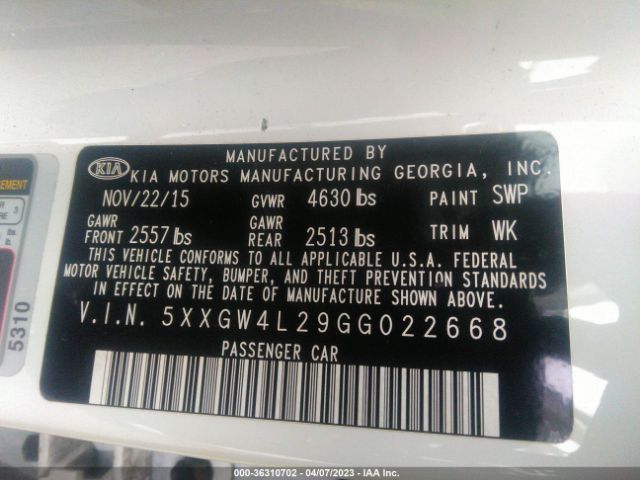 MANUFACTURED BY
KIA KIA MOTORS MANUFACTURING GEORGIA, INC.
NOV/22/15 GVWR 4630 lbs PAINT SWP
GAWR FRONT 2557 lbs GAWR REAR 2513 lbs TRIM WK
THIS VEHICLE CONFORMS TO ALL APPLICABLE U.S.A. FEDERAL
MOTOR VEHICLE SAFETY, BUMPER, AND THEFT PREVENTION STANDARDS
IN EFFECT ON THE DATE OF MANUFACTURE SHOWN ABOVE.
V.I.N. 5XXGW4L29GG022668
PASSENGER CAR
3
lbs.
5310
000-36310702 - 04/07/2023 - IAA Inc.